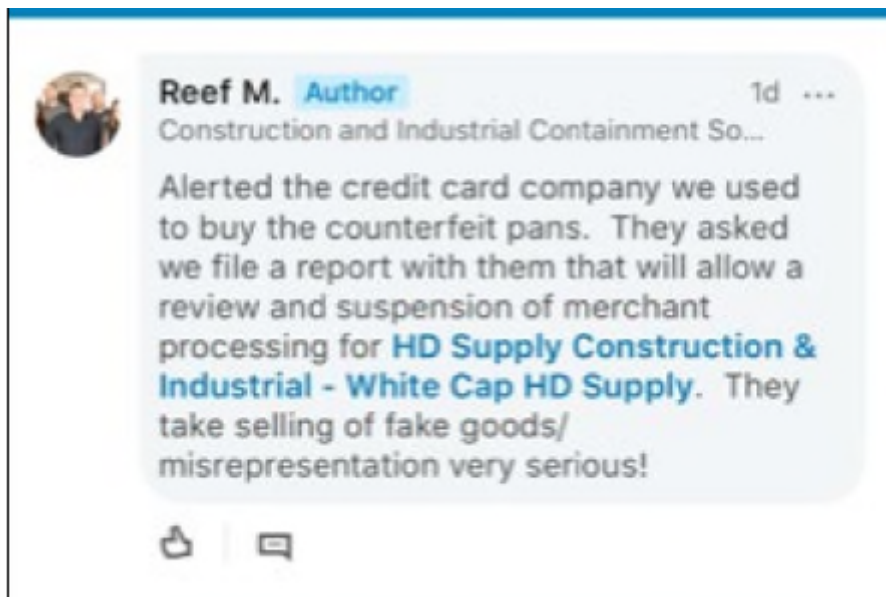 Reef M. Author 1d ...
Construction and Industrial Containment So...
Alerted the credit card company we used
to buy the counterfeit pans. They asked
we file a report with them that will allow a
review and suspension of merchant
processing for HD Supply Construction &
Industrial - White Cap HD Supply. They
take selling of fake goods/
misrepresentation very serious!